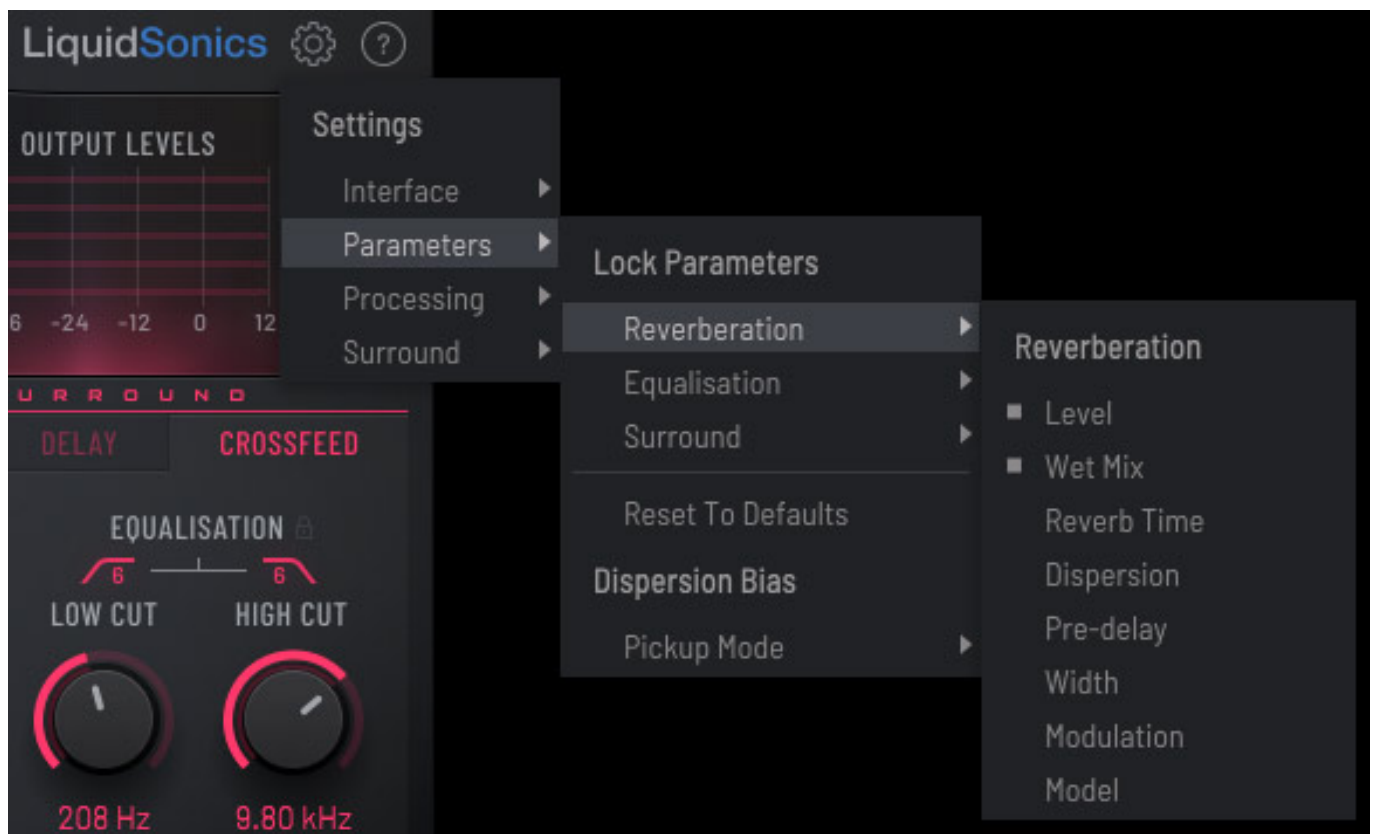 LiquidSonics ?
OUTPUT LEVELS
6 -24 -12 0 12
URROUND
DELAY CROSSFEED
EQUALISATION
6 6
LOW CUT HIGH CUT
208 Hz 9.80 kHz
Settings
Interface
Parameters
Processing
Surround
Lock Parameters
Reverberation
Equalisation
Surround
Reset To Defaults
Dispersion Bias
Pickup Mode
Reverberation
Level
Wet Mix
Reverb Time
Dispersion
Pre-delay
Width
Modulation
Model